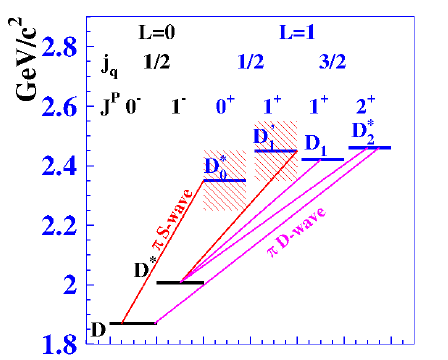 GeV/c²
2.8
2.6
2.4
2.2
2
1.8
L=0 L=1
j_q 1/2 1/2 3/2
J^P 0⁻ 1⁻ 0⁺ 1⁺ 1⁺ 2⁺
D
D*
D₀*
D₁'
D₁
D₂*
π S-wave
π D-wave